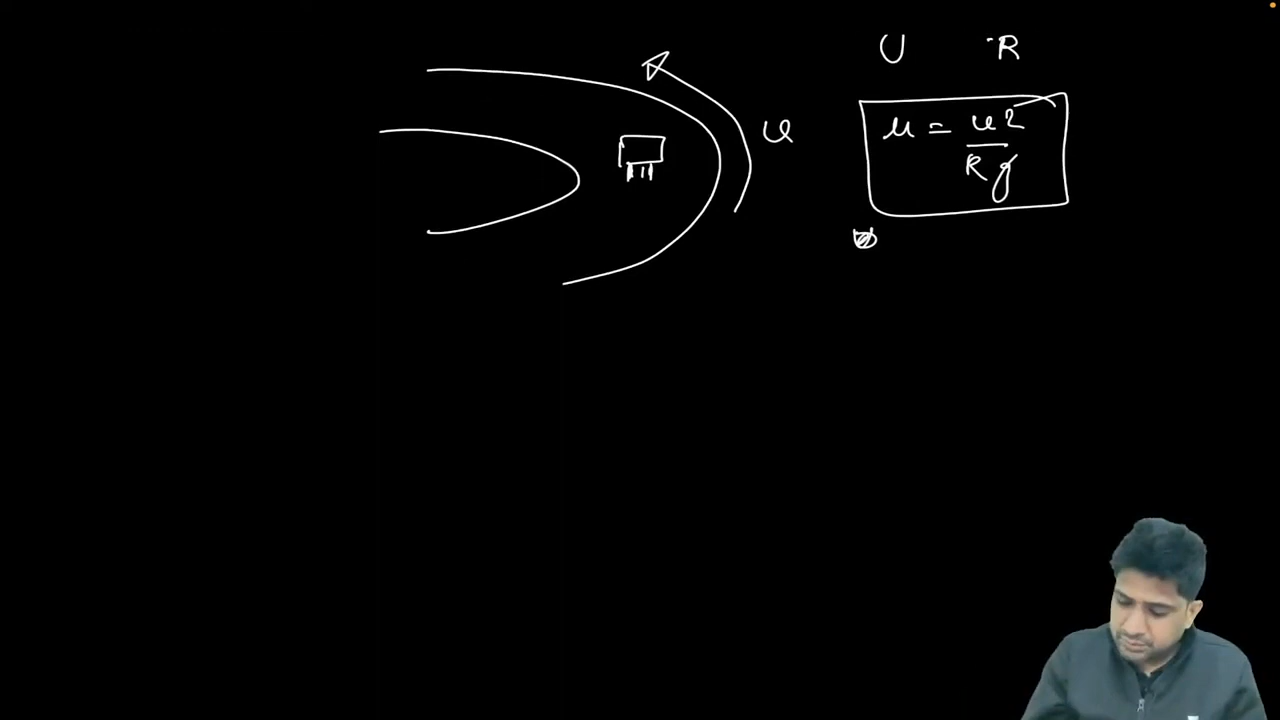 U R
u
μ = u2 / Rg